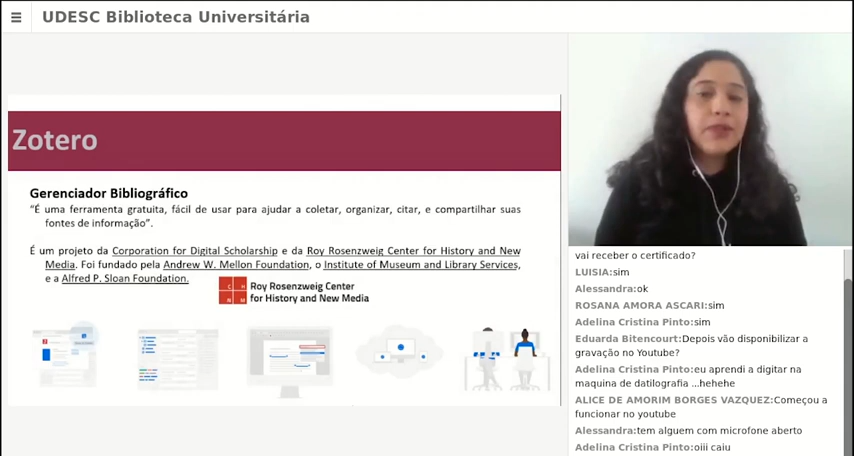 UDESC Biblioteca Universitária
Zotero
Gerenciador Bibliográfico
“É uma ferramenta gratuita, fácil de usar para ajudar a coletar, organizar, citar, e compartilhar suas
fontes de informação”.
É um projeto da Corporation for Digital Scholarship e da Roy Rosenzweig Center for History and New
Media. Foi fundado pela Andrew W. Mellon Foundation, o Institute of Museum and Library Services,
e a Alfred P. Sloan Foundation.
C H
N M
Roy Rosenzweig Center
for History and New Media
vai receber o certificado?
LUISIA:sim
Alessandra:ok
ROSANA AMORA ASCARI:sim
Adelina Cristina Pinto:sim
Eduarda Bitencourt:Depois vão disponibilizar a
gravação no Youtube?
Adelina Cristina Pinto:eu aprendi a digitar na
maquina de datilografia ...hehehe
ALICE DE AMORIM BORGES VAZQUEZ:Começou a
funcionar no youtube
Alessandra:tem alguem com microfone aberto
Adelina Cristina Pinto:oiii caiu